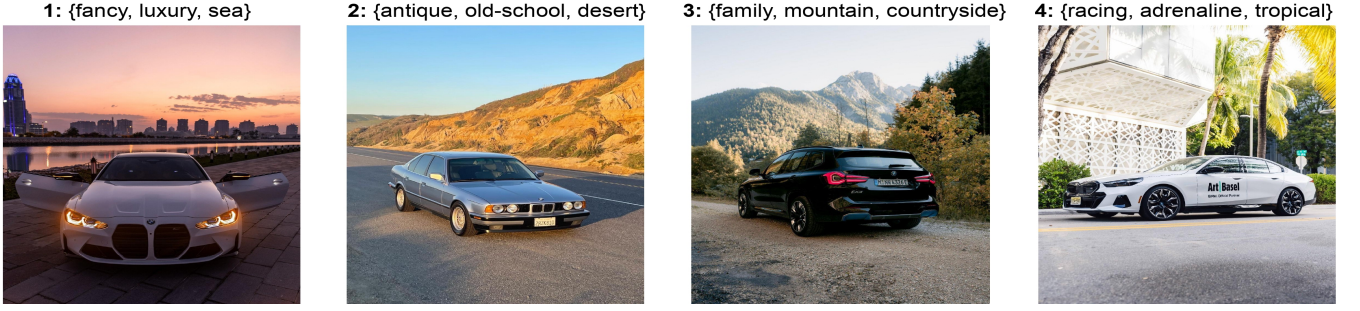 1: {fancy, luxury, sea}
2: {antique, old-school, desert}
3: {family, mountain, countryside}
4: {racing, adrenaline, tropical}
Art Basel